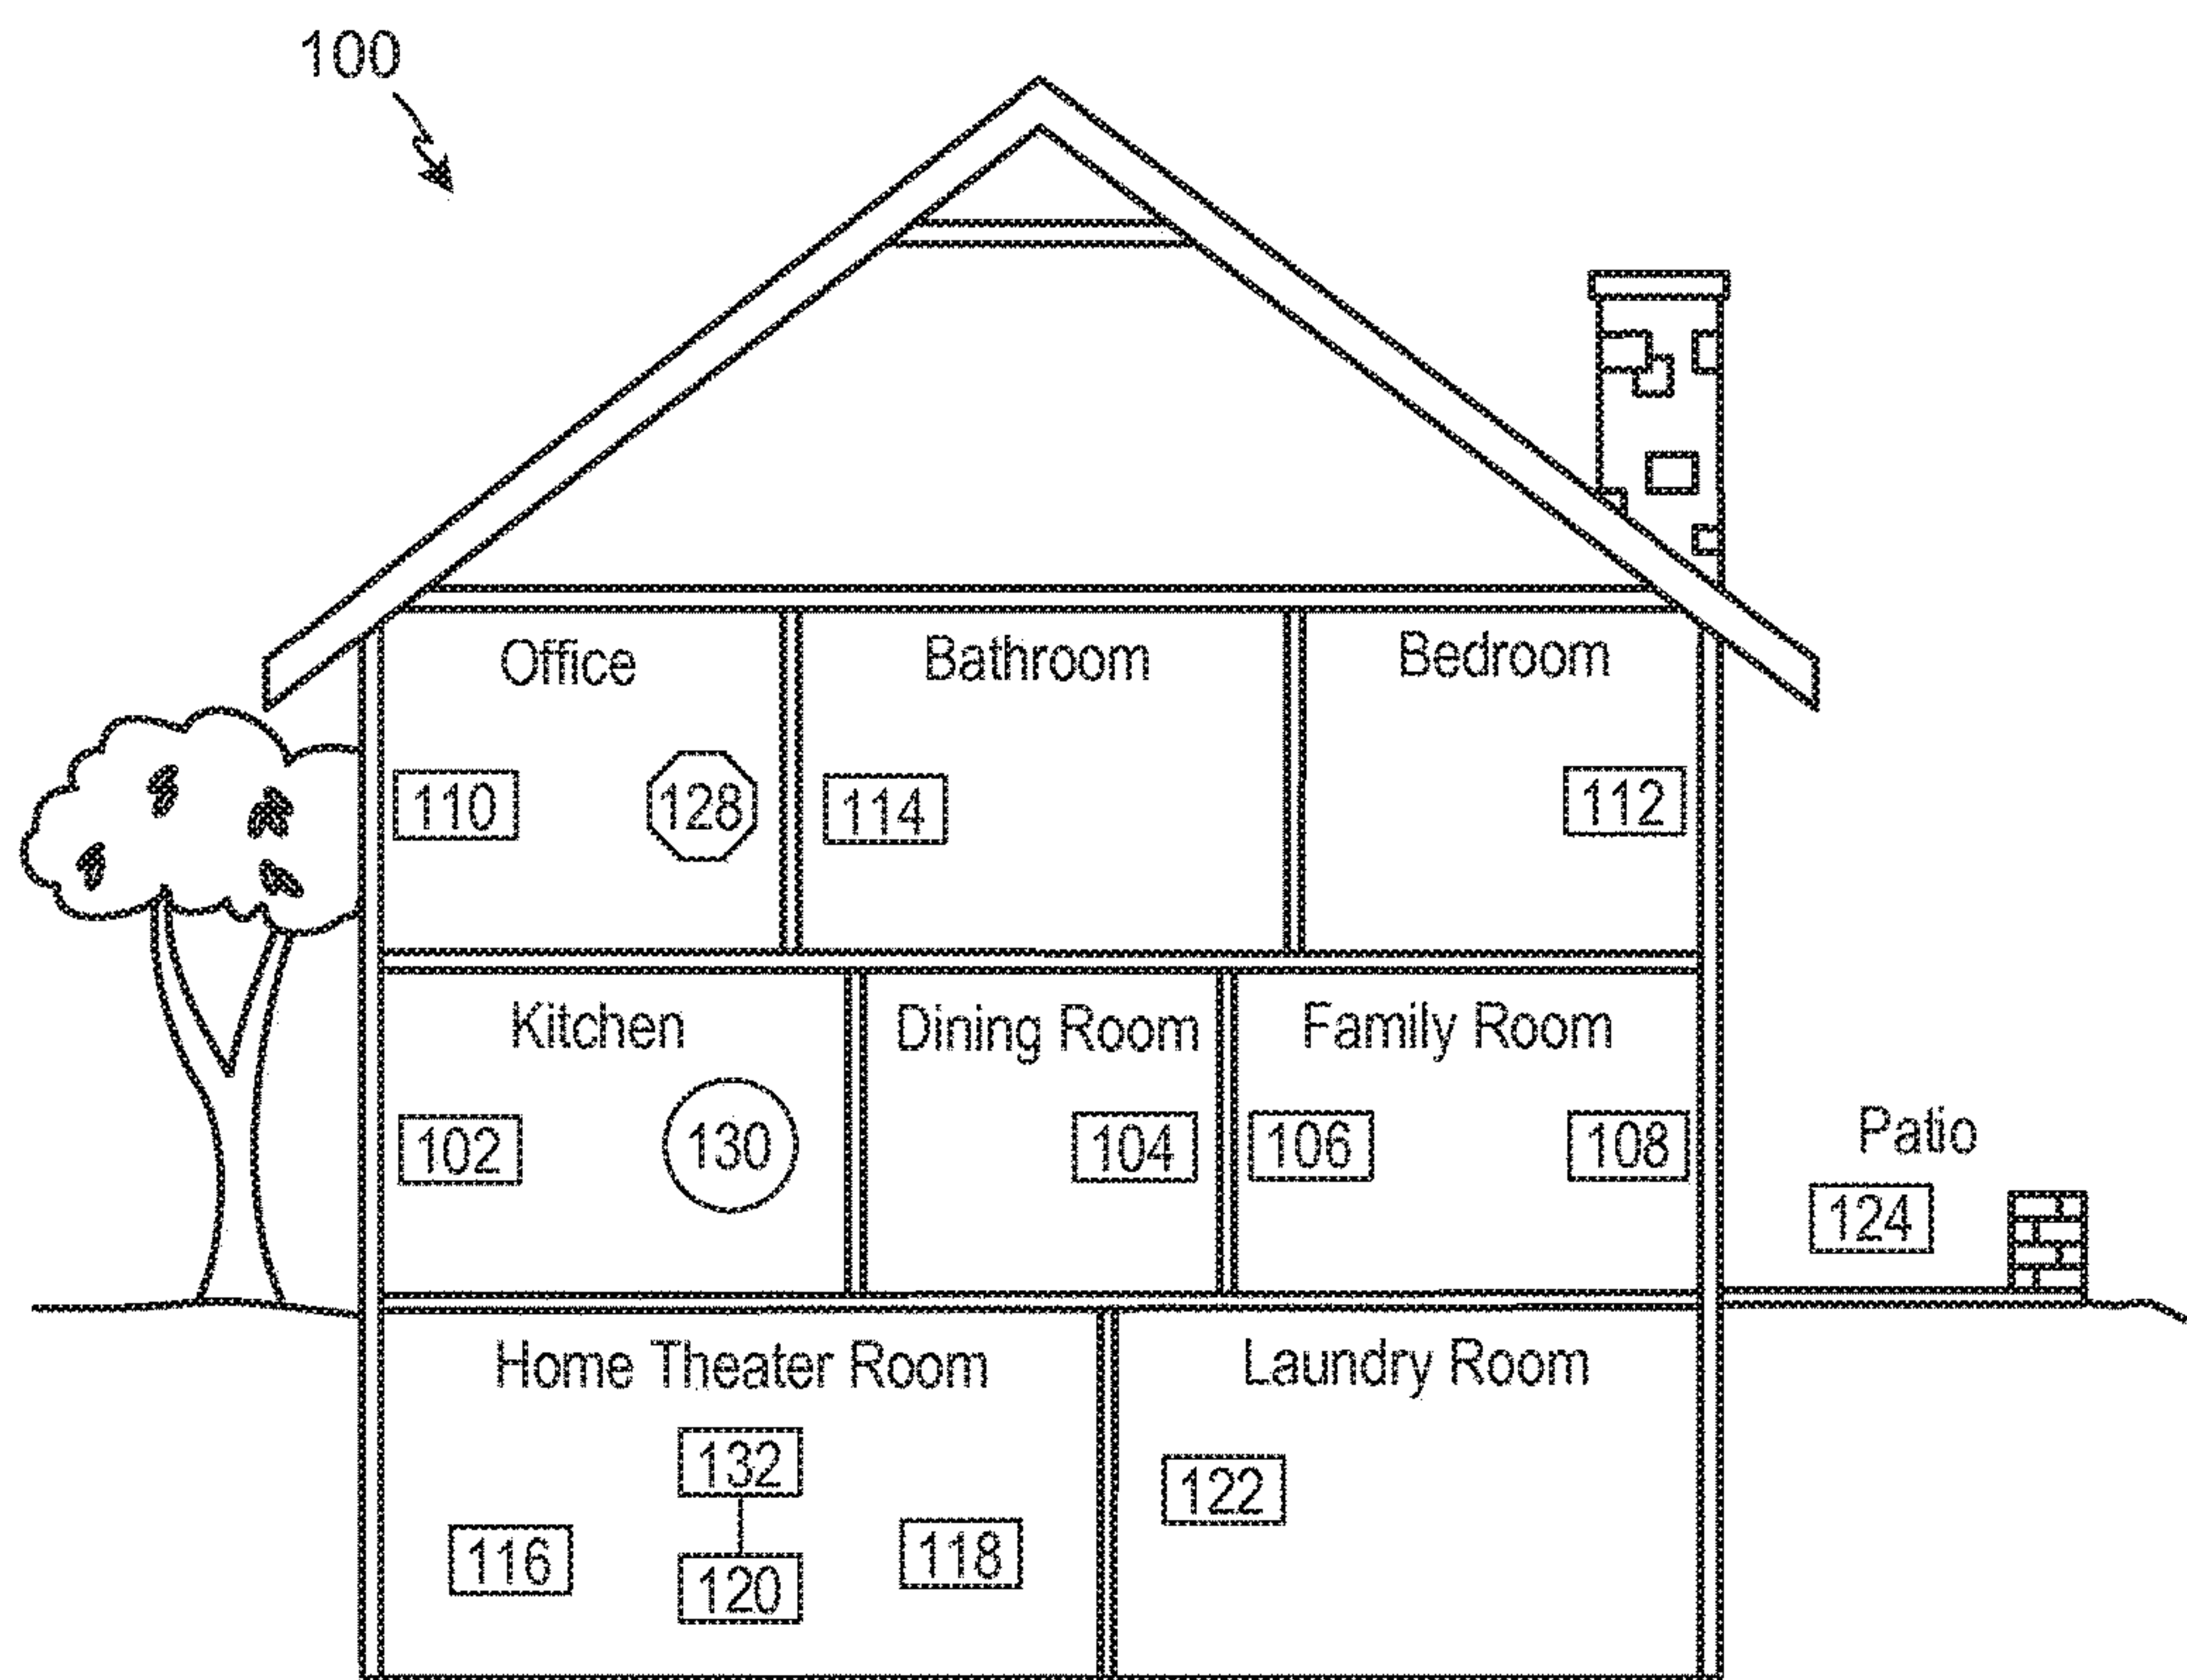 100
Office
Bathroom
Bedroom
110
128
114
112
Kitchen
Dining Room
Family Room
102
130
104
106
108
Patio
124
Home Theater Room
Laundry Room
132
122
116
120
118